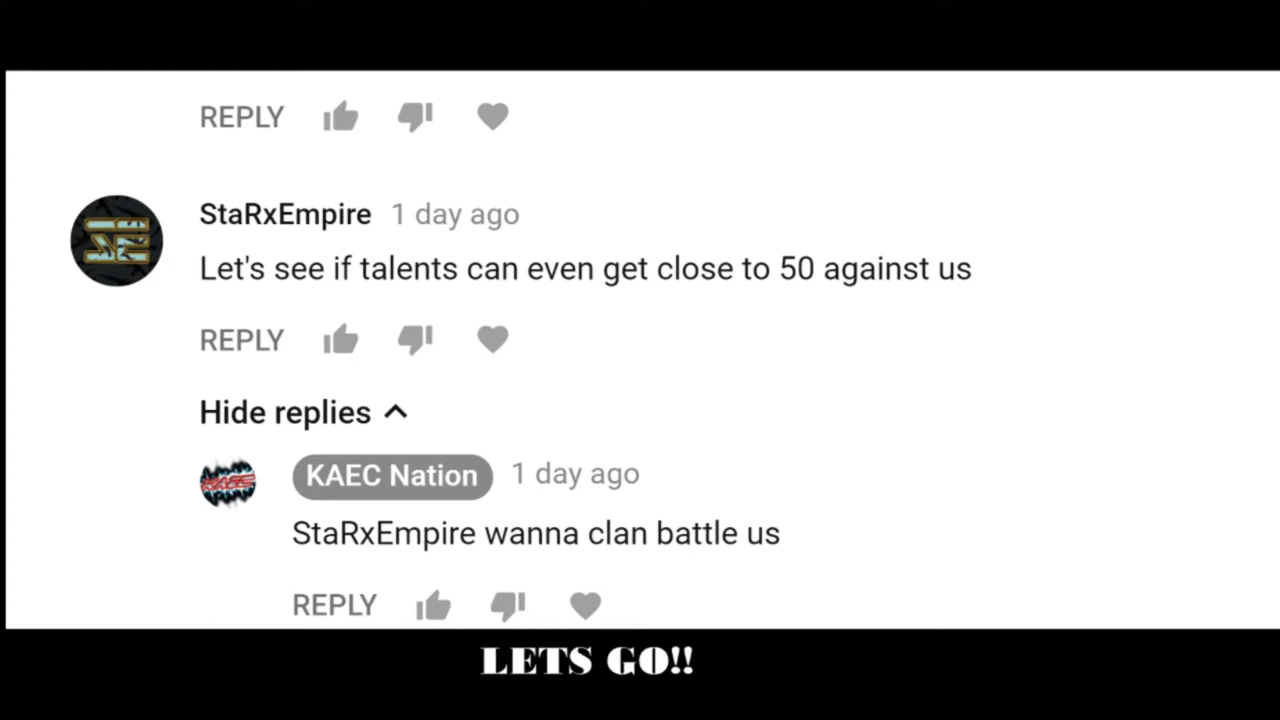 REPLY
StaRxEmpire 1 day ago
Let's see if talents can even get close to 50 against us
REPLY
Hide replies
KAEC Nation 1 day ago
StaRxEmpire wanna clan battle us
REPLY
LETS GO!!